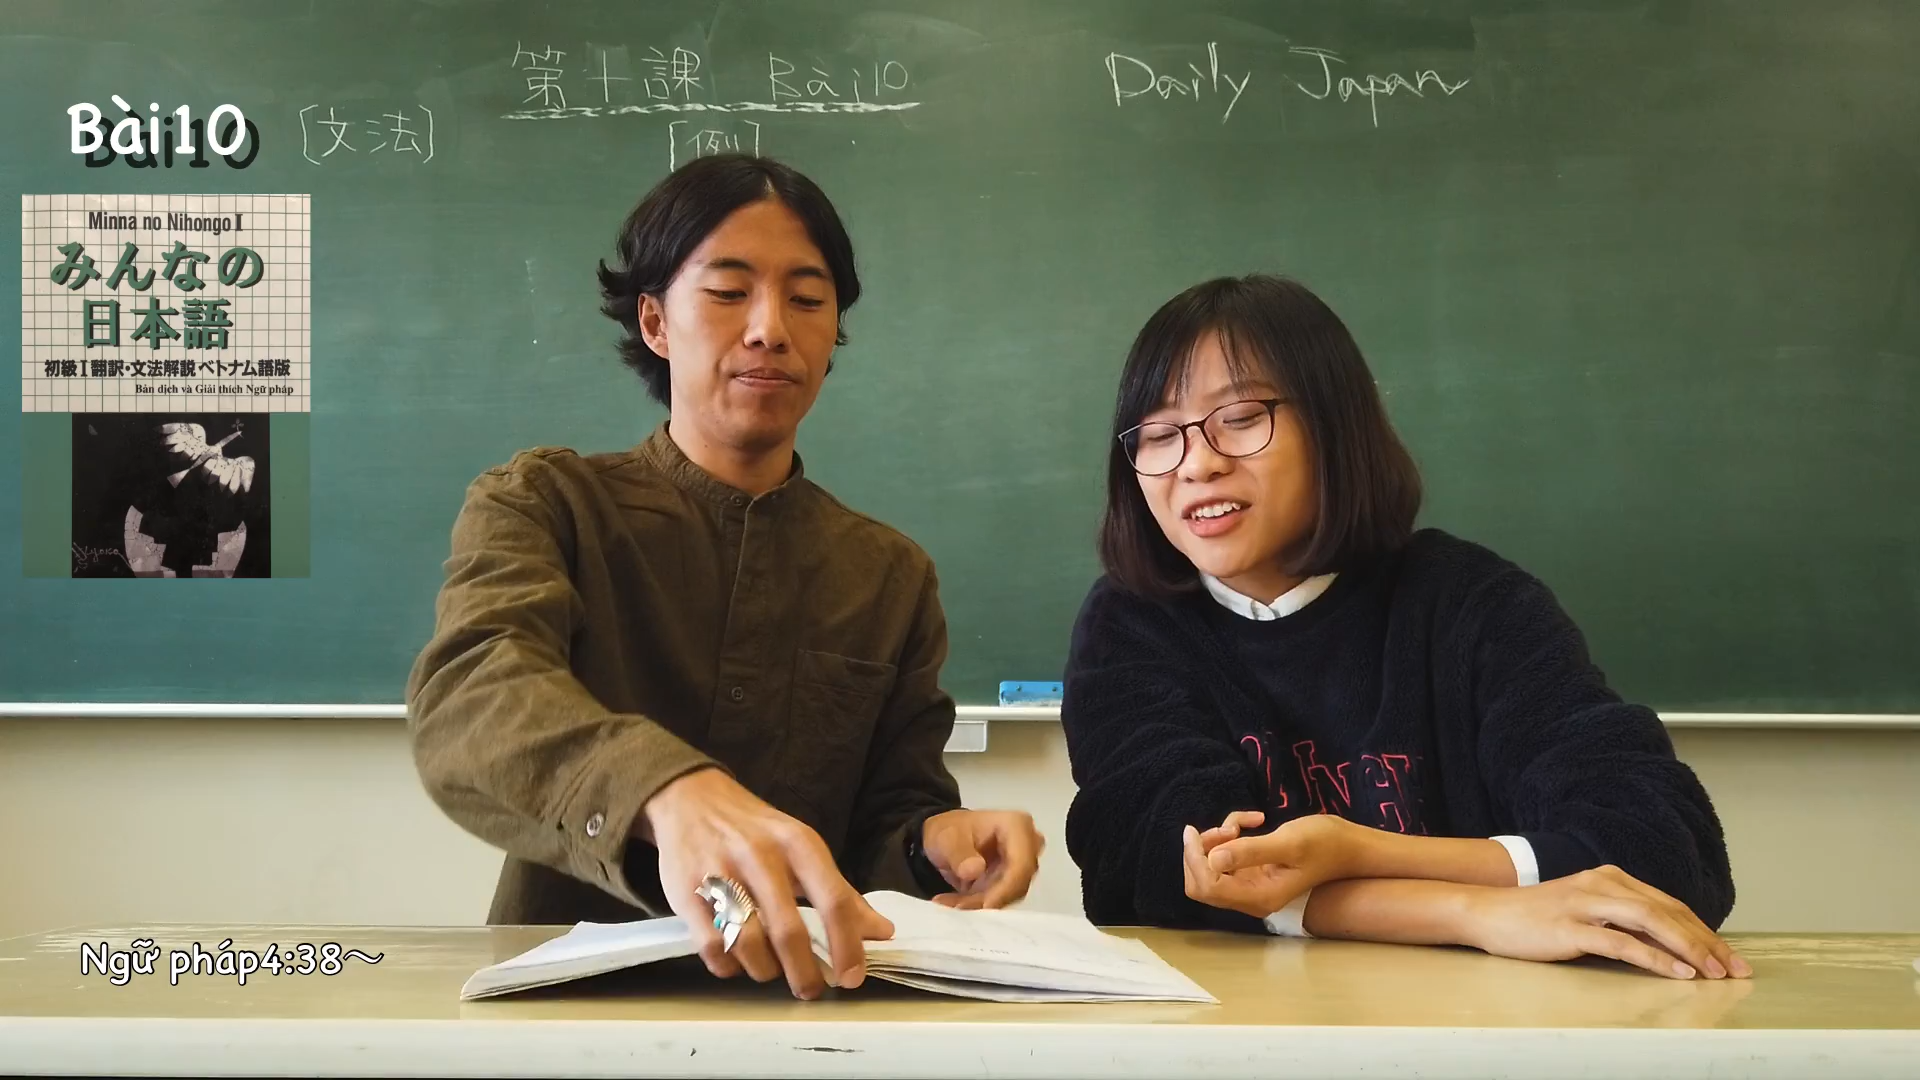 第十課 Bài10
Daily Japan
Bài10
[文法]
[例]
Minna no Nihongo I
みんなの
日本語
初級I翻訳・文法解説 ベトナム語版
Bản dịch và Giải thích Ngữ pháp
Ngữ pháp4:38〜